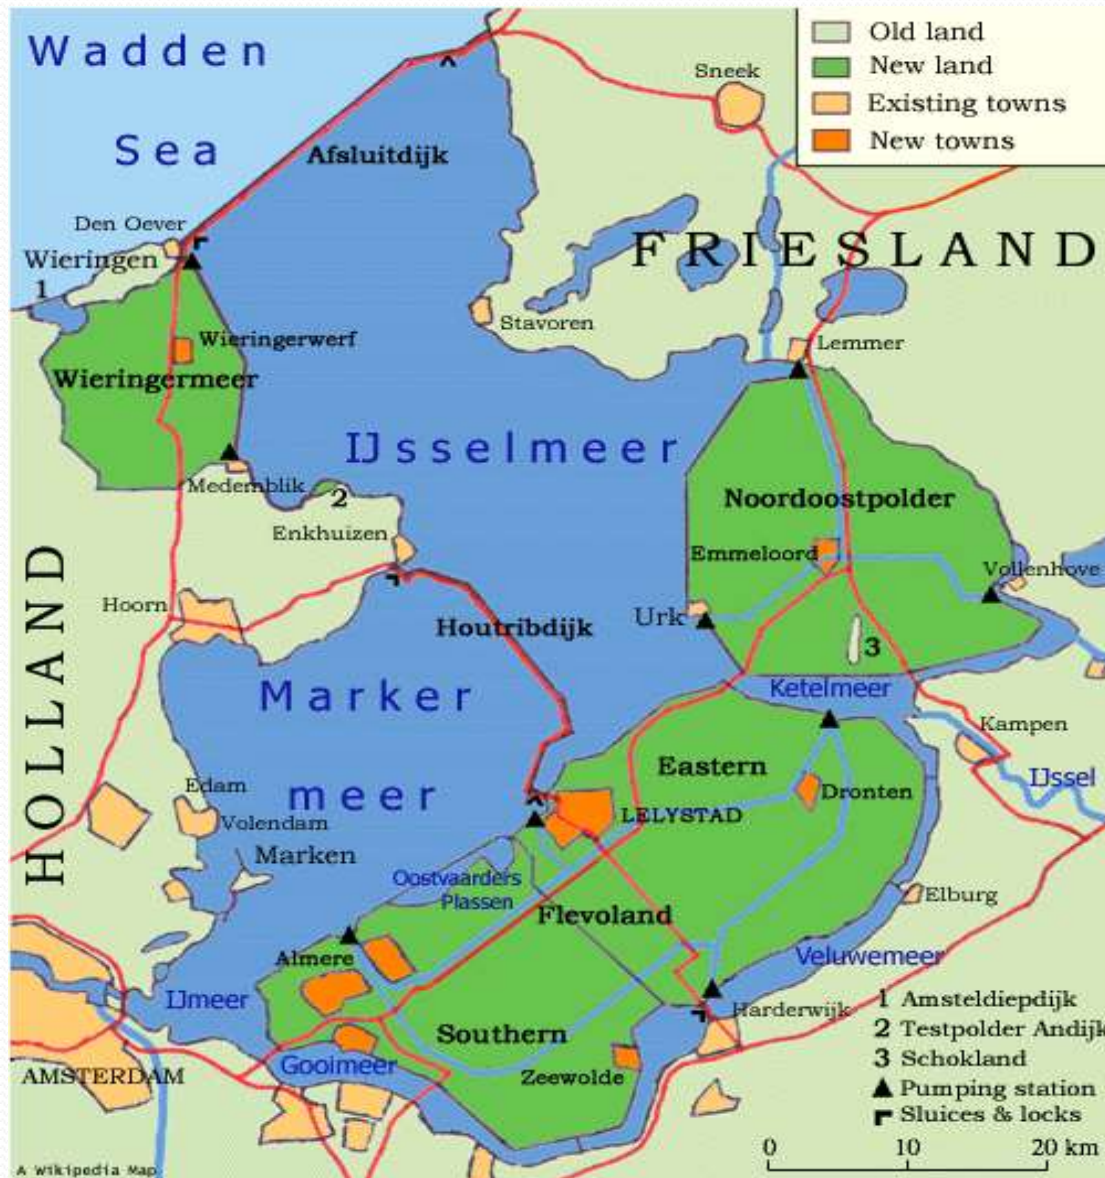 Wadden
Sea
Old land
New land
Existing towns
New towns
Sneek
Afsluitdijk
Den Oever
Wieringen
1
FRIESLAND
Stavoren
Wieringerwerf
Lemmer
Wieringermeer
IJsselmeer
Medemblik
2
Noordoostpolder
Enkhuizen
Emmeloord
Vollenhove
HOLLAND
Hoorn
Urk
Houtribdijk
3
Marker
meer
Ketelmeer
Kampen
IJssel
Eastern
Edam
Dronten
Volendam
LELYSTAD
Marken
Oostvaarders
Plassen
Elburg
Flevoland
Almere
Veluwemeer
IJmeer
Harderwijk
Southern
Gooimeer
Zeewolde
AMSTERDAM
1 Amsteldiepdijk
2 Testpolder Andijk
3 Schokland
Pumping station
Sluices & locks
0 10 20 km
A Wikipedia Map